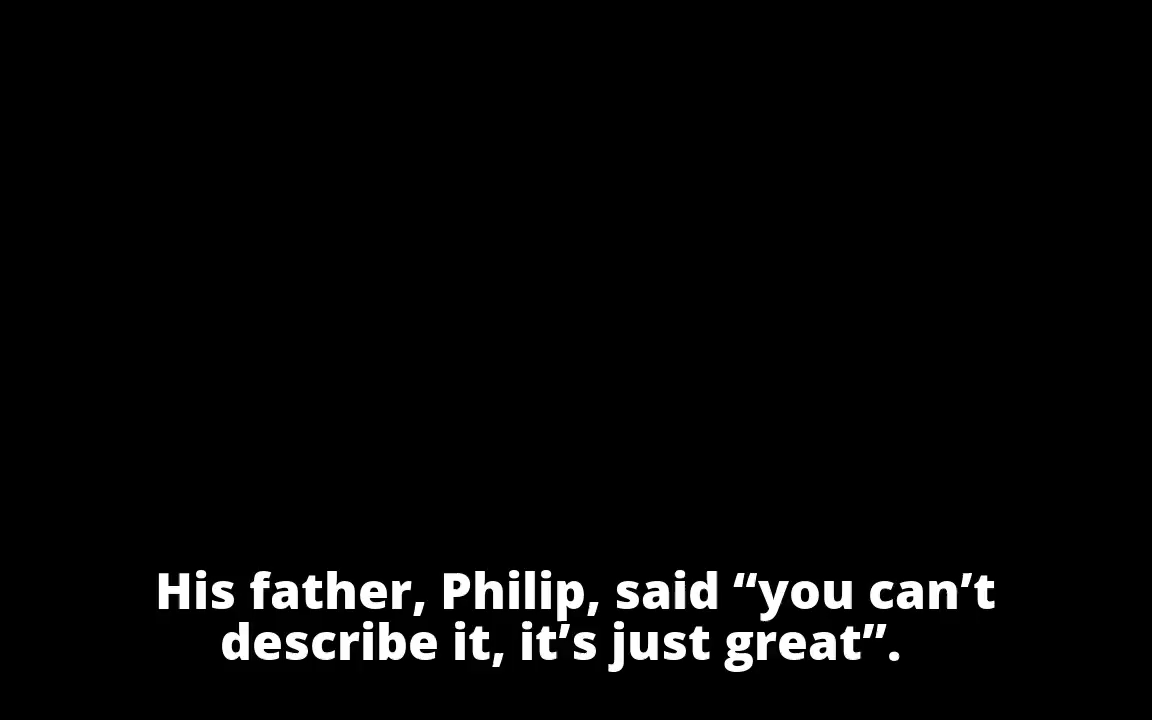 His father, Philip, said “you can’t
describe it, it’s just great”.